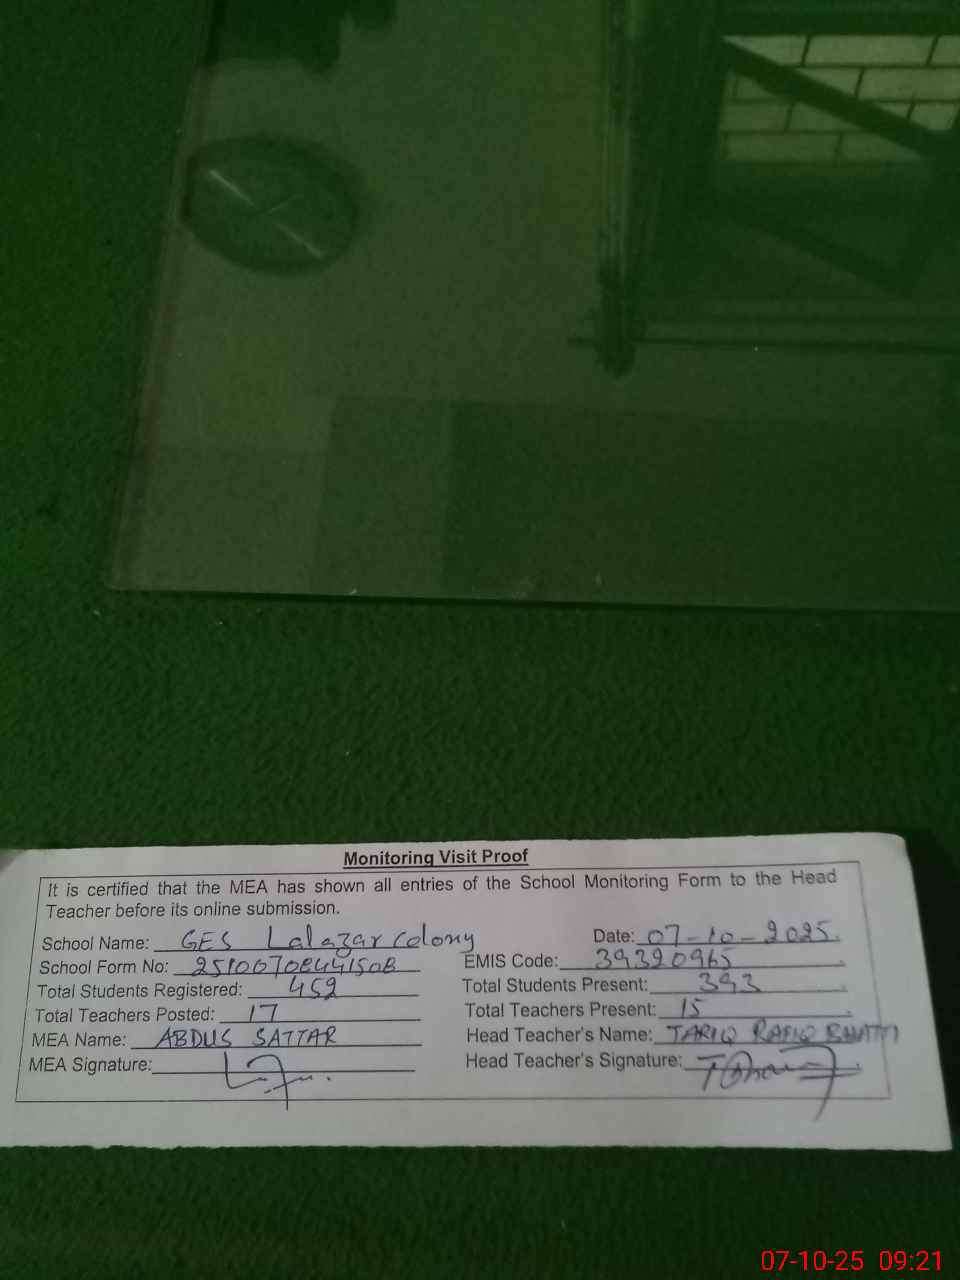 Monitoring Visit Proof
It is certified that the MEA has shown all entries of the School Monitoring Form to the Head
Teacher before its online submission.
School Name: GES Lalazar colony Date: 07-10-2025
School Form No: EMIS Code: 39320965
Total Students Registered: 459 Total Students Present: 393
Total Teachers Posted: 17 Total Teachers Present: 15
MEA Name: ABDUS SATTAR Head Teacher's Name: TARIQ RAFIQ BHATTI
MEA Signature: Head Teacher's Signature:
07-10-25 09:21